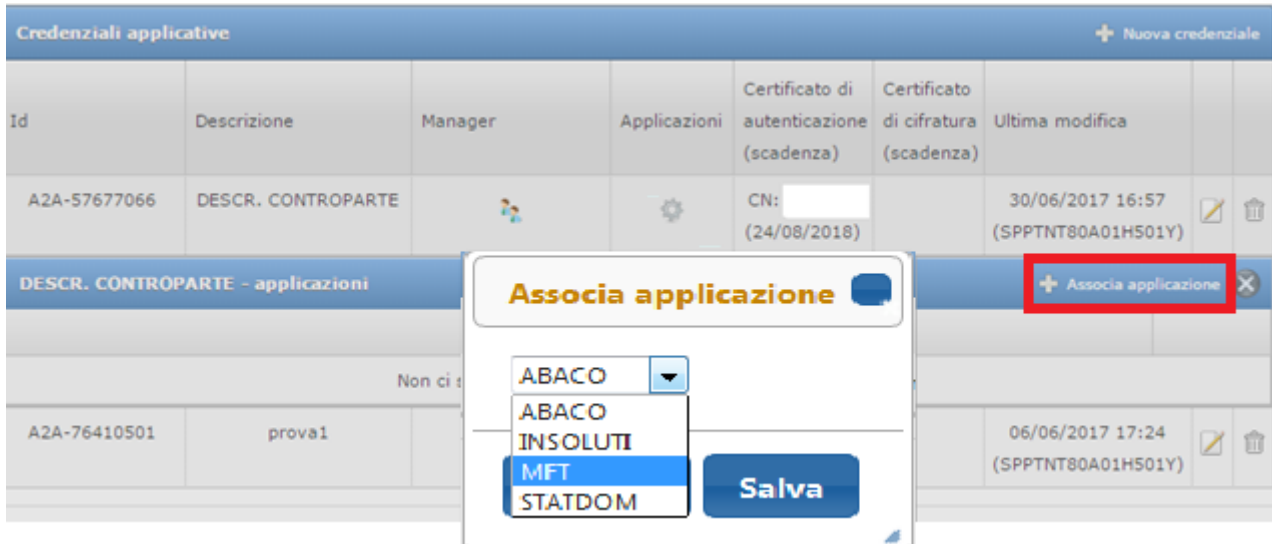 Credenziali applicative
Nuova credenziale
Id
Descrizione
Manager
Applicazioni
Certificato di
autenticazione
(scadenza)
Certificato
di cifratura
(scadenza)
Ultima modifica
A2A-57677066
DESCR. CONTROPARTE
CN:
(24/08/2018)
30/06/2017 16:57
(SPPTNT80A01H501Y)
DESCR. CONTROPARTE - applicazioni
Associa applicazione
Associa applicazione
Non ci
ABACO
ABACO
INSOLUTI
MFT
STATDOM
Salva
A2A-76410501
prova1
06/06/2017 17:24
(SPPTNT80A01H501Y)